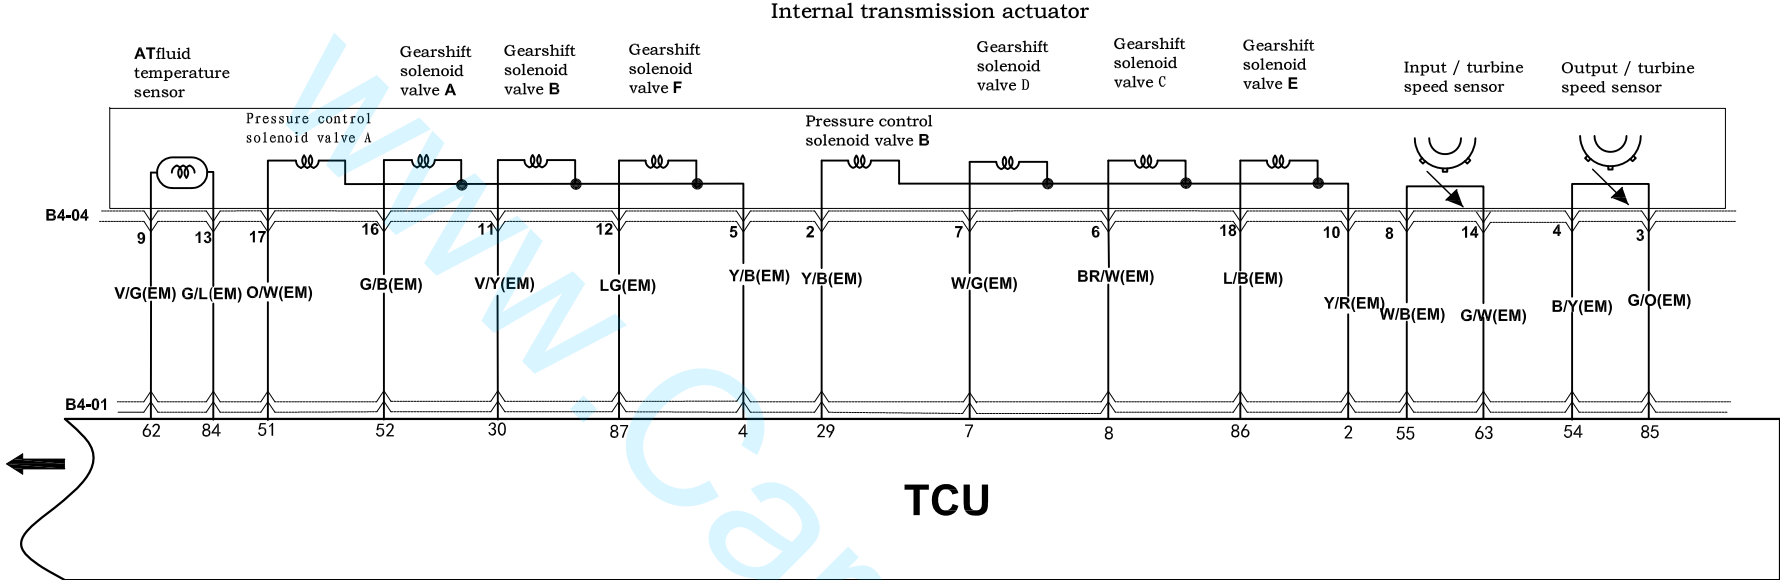 Internal transmission actuator
ATfluid
temperature
sensor
Gearshift
solenoid
valve A
Gearshift
solenoid
valve B
Gearshift
solenoid
valve F
Gearshift
solenoid
valve D
Gearshift
solenoid
valve C
Gearshift
solenoid
valve E
Input / turbine
speed sensor
Output / turbine
speed sensor
Pressure control
solenoid valve A
Pressure control
solenoid valve B
B4-04
9 13 17 16 11 12 5 2 7 6 18 10 8 14 4 3
V/G(EM) G/L(EM) O/W(EM) G/B(EM) V/Y(EM) LG(EM) Y/B(EM) Y/B(EM) W/G(EM) BR/W(EM) L/B(EM) Y/R(EM) W/B(EM) G/W(EM) B/Y(EM) G/O(EM)
B4-01
62 84 51 52 30 87 4 29 7 8 86 2 55 63 54 85
TCU
www.Car